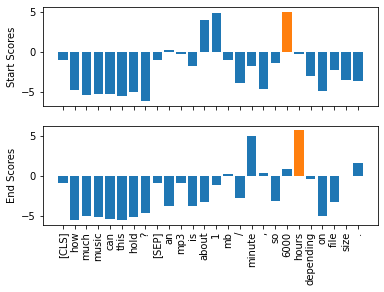 Start Scores
5
0
−5
End Scores
5
0
−5
[CLS]
how
much
music
can
this
hold
?
[SEP]
an
mp3
is
about
1
mb
/
minute
,
so
6000
hours
depending
on
file
size
.